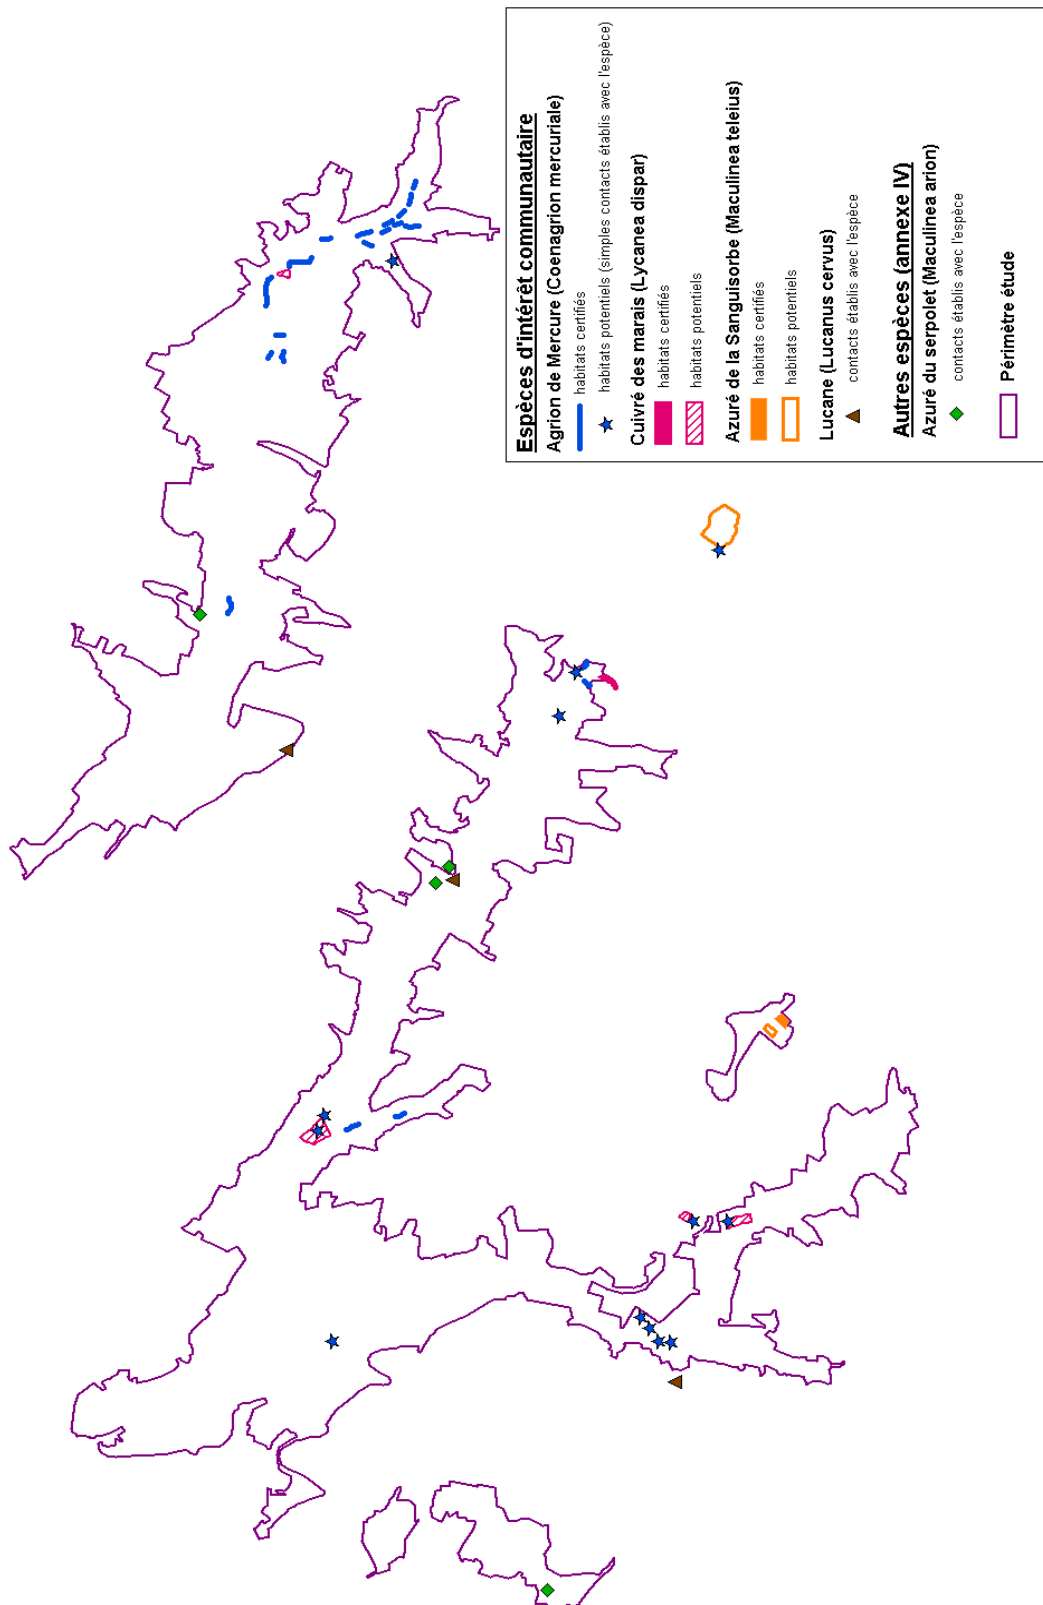 Espèces d'intérêt communautaire
Agrion de Mercure (Coenagrion mercuriale)
habitats certifiés
habitats potentiels (simples contacts établis avec l'espèce)
Cuivré des marais (Lycanea dispar)
habitats certifiés
habitats potentiels
Azuré de la Sanguisorbe (Maculinea teleius)
habitats certifiés
habitats potentiels
Lucane (Lucanus cervus)
contacts établis avec l'espèce
Autres espèces (annexe IV)
Azuré du serpolet (Maculinea arion)
contacts établis avec l'espèce
Périmètre étude